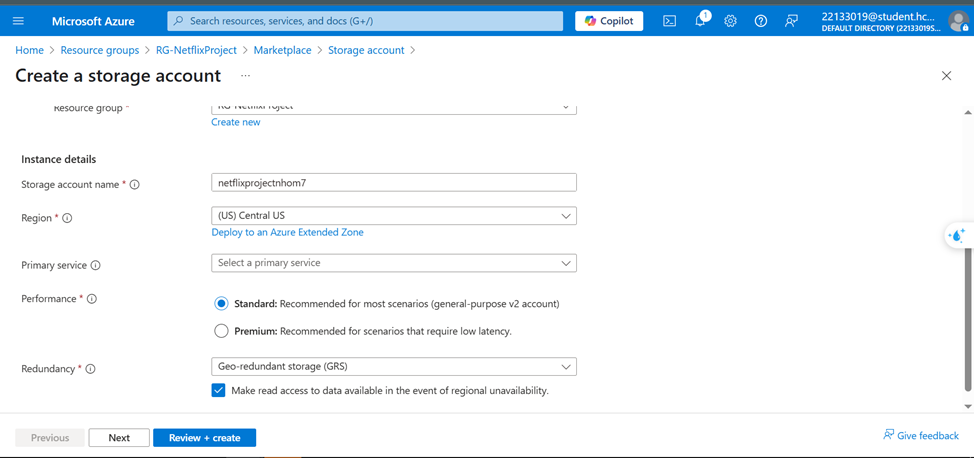 Microsoft Azure
Search resources, services, and docs (G+/)
Copilot
1
22133019@student.hc...
DEFAULT DIRECTORY (22133019S...
Home > Resource groups > RG-NetflixProject > Marketplace > Storage account >
Create a storage account ...
Resource group *
RG-NetflixProject
Create new
Instance details
Storage account name *
netflixprojectnhom7
Region *
(US) Central US
Deploy to an Azure Extended Zone
Primary service
Select a primary service
Performance *
Standard: Recommended for most scenarios (general-purpose v2 account)
Premium: Recommended for scenarios that require low latency.
Redundancy *
Geo-redundant storage (GRS)
Make read access to data available in the event of regional unavailability.
Previous
Next
Review + create
Give feedback